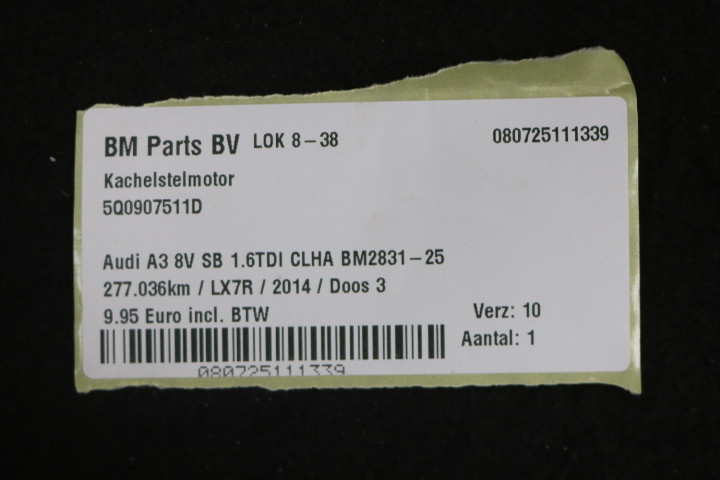 BM Parts BV LOK 8-38 080725111339
Kachelstelmotor
5Q0907511D
Audi A3 8V SB 1.6TDI CLHA BM2831-25
277.036km / LX7R / 2014 / Doos 3
9.95 Euro incl. BTW Verz: 10
Aantal: 1
080725111339